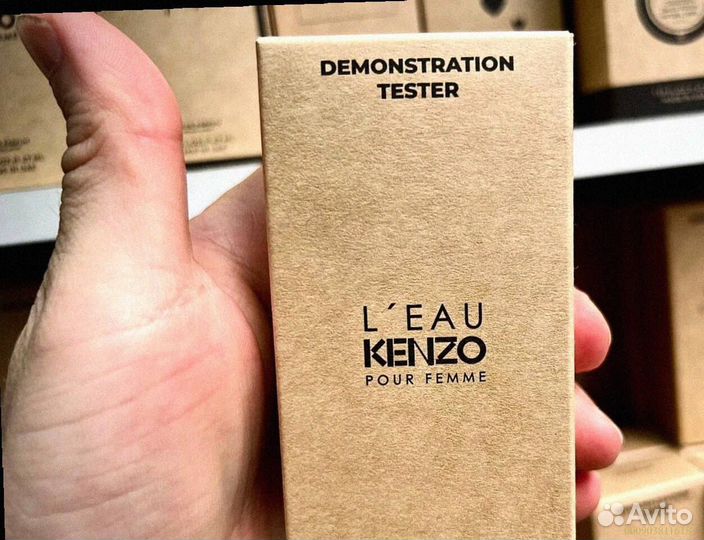 DEMONSTRATION
TESTER
L´EAU
KENZO
POUR FEMME
Avito